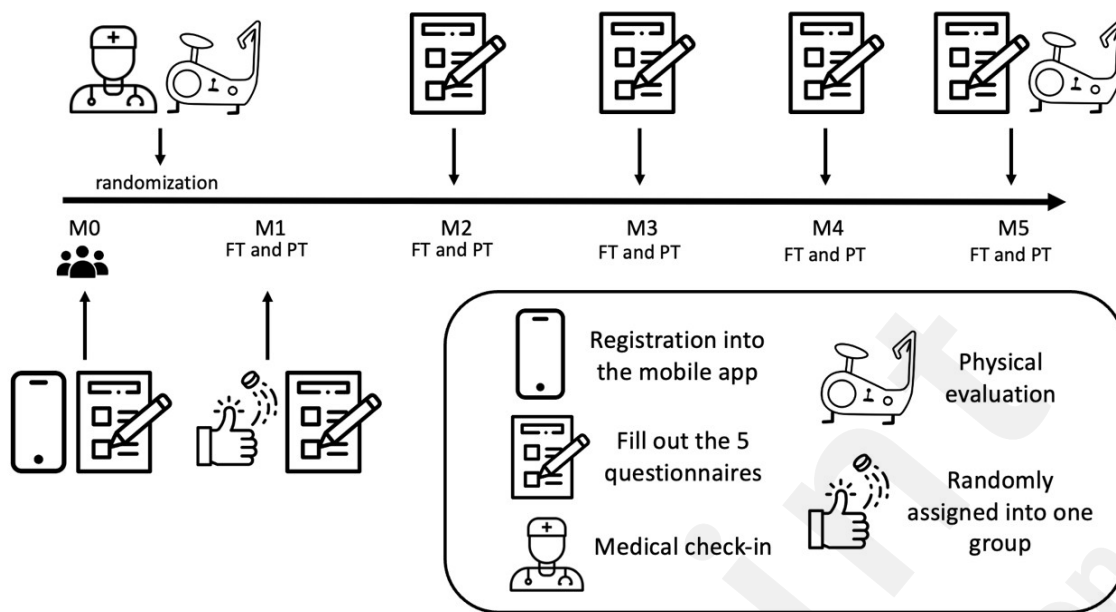 randomization
M0
M1
FT and PT
M2
FT and PT
M3
FT and PT
M4
FT and PT
M5
FT and PT
Registration into
the mobile app
Fill out the 5
questionnaires
Medical check-in
Physical
evaluation
Randomly
assigned into one
group
int